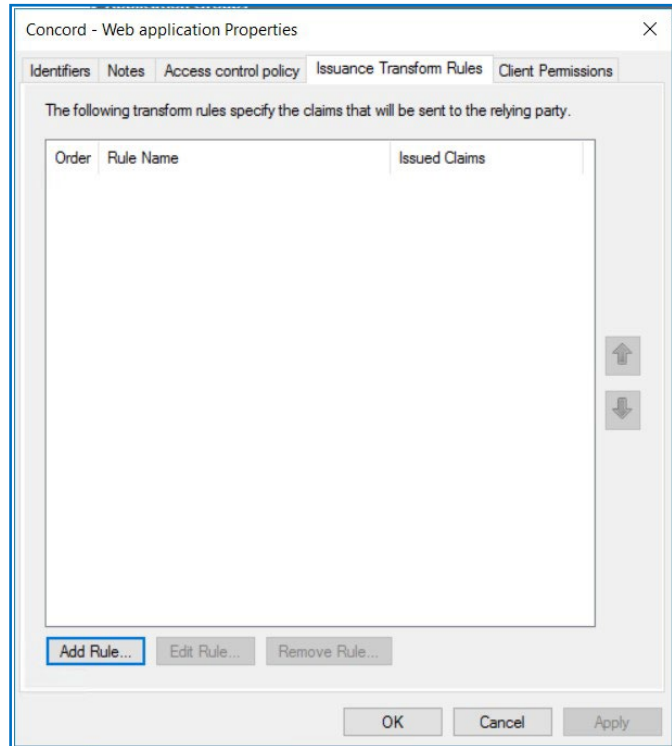 Concord - Web application Properties
Identifiers Notes Access control policy Issuance Transform Rules Client Permissions
The following transform rules specify the claims that will be sent to the relying party.
Order Rule Name Issued Claims
Add Rule... Edit Rule... Remove Rule...
OK Cancel Apply